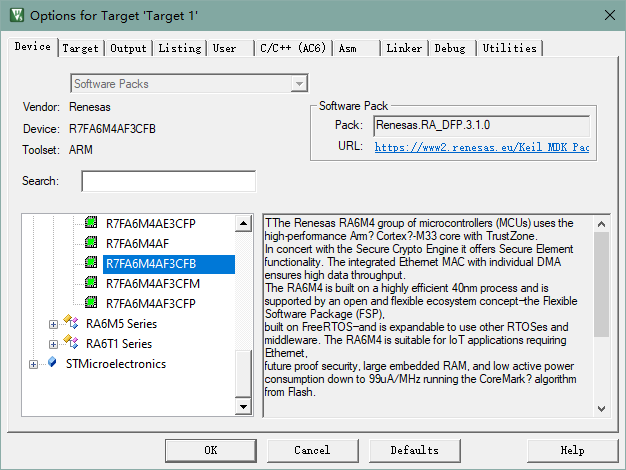 Options for Target 'Target 1'
Device Target Output Listing User C/C++ (AC6) Asm Linker Debug Utilities
Software Packs
Vendor: Renesas
Device: R7FA6M4AF3CFB
Toolset: ARM
Search:
Software Pack
Pack: Renesas.RA_DFP.3.1.0
URL: https://www2.renesas.eu/Keil_MDK_Pac
R7FA6M4AE3CFP
R7FA6M4AF
R7FA6M4AF3CFB
R7FA6M4AF3CFM
R7FA6M4AF3CFP
RA6M5 Series
RA6T1 Series
STMicroelectronics
TThe Renesas RA6M4 group of microcontrollers (MCUs) uses the
high-performance Arm? Cortex?-M33 core with TrustZone.
In concert with the Secure Crypto Engine it offers Secure Element
functionality. The integrated Ethernet MAC with individual DMA
ensures high data throughput.
The RA6M4 is built on a highly efficient 40nm process and is
supported by an open and flexible ecosystem concept—the Flexible
Software Package (FSP),
built on FreeRTOS—and is expandable to use other RTOSes and
middleware. The RA6M4 is suitable for IoT applications requiring
Ethernet,
future proof security, large embedded RAM, and low active power
consumption down to 99uA/MHz running the CoreMark? algorithm
from Flash.
OK Cancel Defaults Help